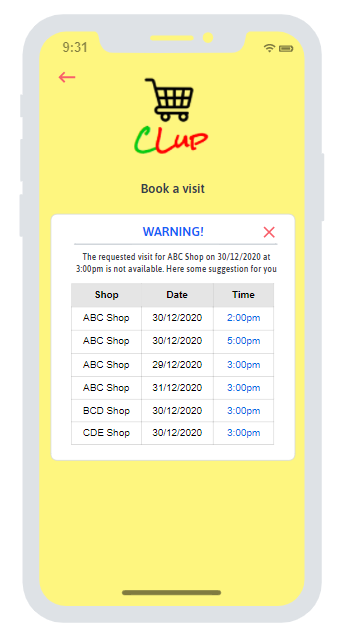 9:31
CLup
Book a visit
WARNING!
The requested visit for ABC Shop on 30/12/2020 at
3:00pm is not available. Here some suggestion for you
Shop Date Time
ABC Shop 30/12/2020 2:00pm
ABC Shop 30/12/2020 5:00pm
ABC Shop 29/12/2020 3:00pm
ABC Shop 31/12/2020 3:00pm
BCD Shop 30/12/2020 3:00pm
CDE Shop 30/12/2020 3:00pm